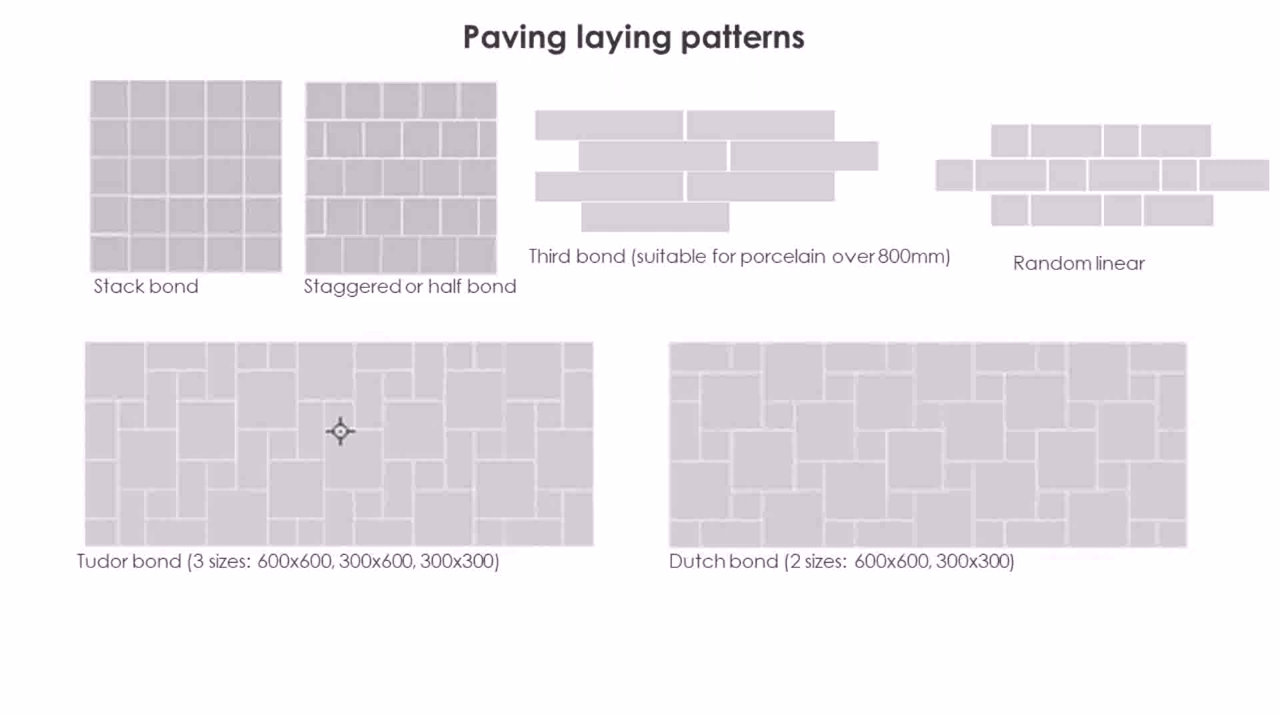 Paving laying patterns
Stack bond
Staggered or half bond
Third bond (suitable for porcelain over 800mm)
Random linear
Tudor bond (3 sizes: 600x600, 300x600, 300x300)
Dutch bond (2 sizes: 600x600, 300x300)